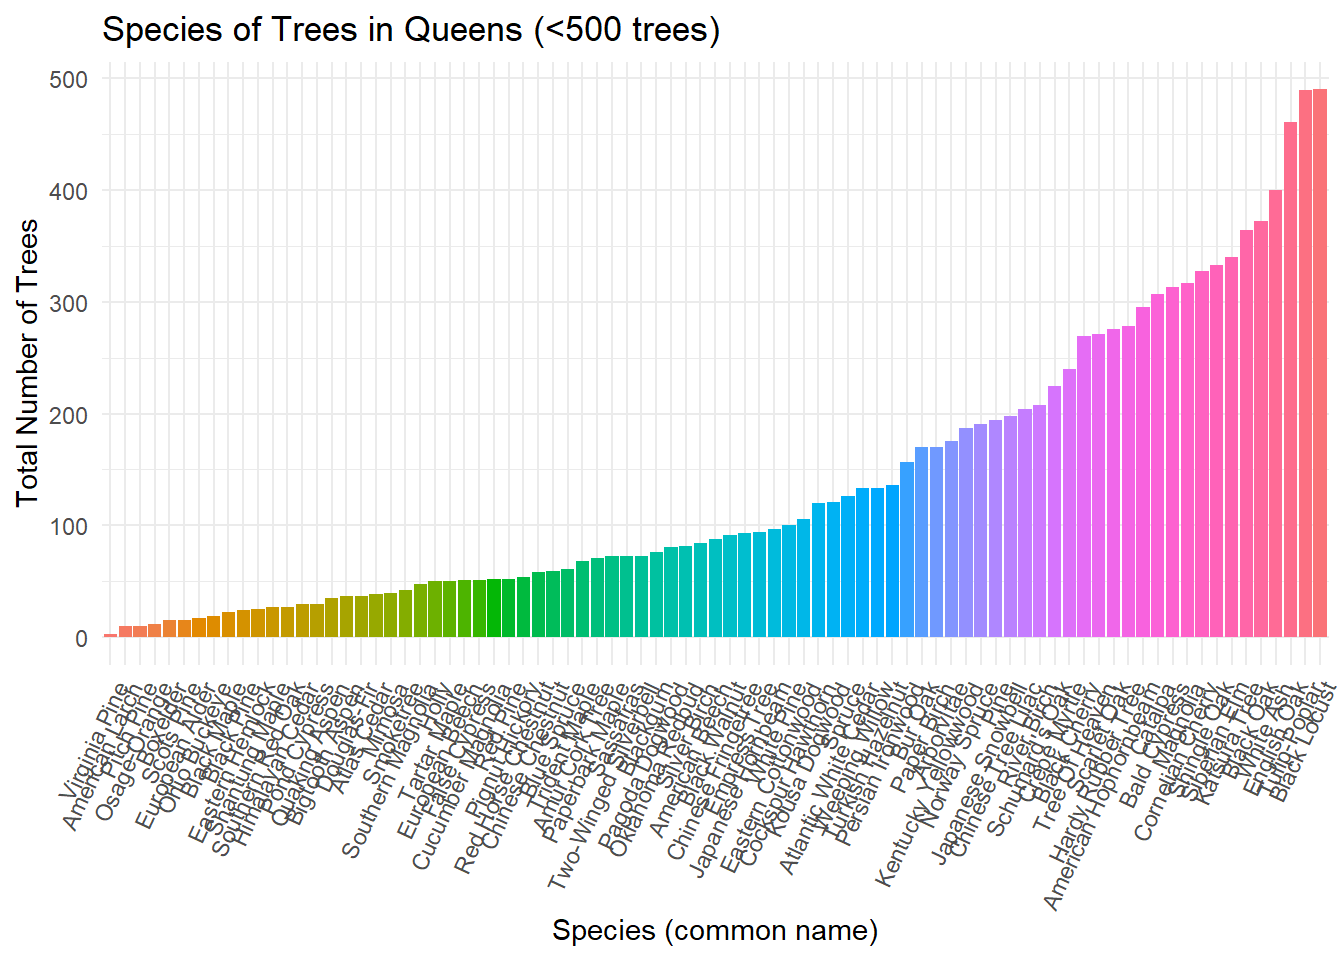 Species of Trees in Queens (<500 trees)
Total Number of Trees
500
400
300
200
100
0
Virginia Pine
American Larch
Pitch Pine
Osage-Orange
Boxelder
Scots Pine
European Alder
Ohio Buckeye
Black Maple
Black Pine
Eastern Hemlock
Shantung Maple
Southern Red Oak
Himalayan Cedar
Bond Cypress
Quaking Aspen
Bigtooth Aspen
Douglas-Fir
Atlas Cedar
Mimosa
Smoketree
Southern Magnolia
Holly
Tartar Maple
European Beech
False Cypress
Cucumber Magnolia
Red Pine
Pignut Hickory
Red Horse Chestnut
Chinese Chestnut
Blue Spruce
Trident Maple
Amur Corktree
Paperbark Maple
Sassafras
Two-Winged Silverbell
Blackgum
Pagoda Dogwood
Oklahoma Redbud
Silver Birch
American Beech
Black Walnut
Chinese Fringetree
Empress Tree
Japanese Hornbeam
White Pine
Eastern Cottonwood
Cockspur Hawthorn
Kousa Dogwood
Spruce
Atlantic White Cedar
Weeping Willow
Turkish Hazelnut
Persian Ironwood
Bur Oak
Paper Birch
Arborvitae
Kentucky Yellowwood
Norway Spruce
Pine
Japanese Snowbell
Chinese Tree Lilac
River Birch
Schumard's Oak
Crepe Myrtle
Black Cherry
Tree Of Heaven
Scarlet Oak
Hardy Rubber Tree
American Hophornbeam
Catalpa
Bald Cypress
Magnolia
Cornelian Cherry
Shingle Oak
Siberian Elm
Katsura Tree
Black Oak
White Ash
English Oak
Tulip-Poplar
Black Locust
Species (common name)